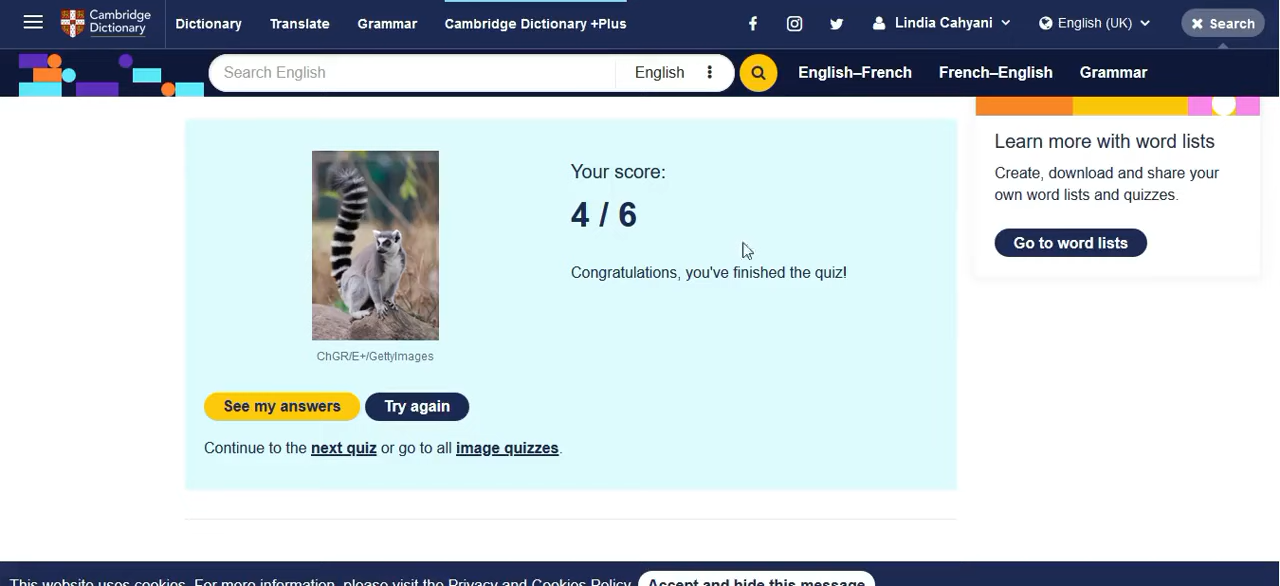 Cambridge Dictionary
Dictionary
Translate
Grammar
Cambridge Dictionary +Plus
Lindia Cahyani
English (UK)
Search
Search English
English
English–French
French–English
Grammar
Your score:
4 / 6
Congratulations, you've finished the quiz!
ChGR/E+/GettyImages
See my answers
Try again
Continue to the next quiz or go to all image quizzes.
Learn more with word lists
Create, download and share your
own word lists and quizzes.
Go to word lists
This website uses cookies. For more information, please visit the Privacy and Cookies Policy
Accept and hide this message